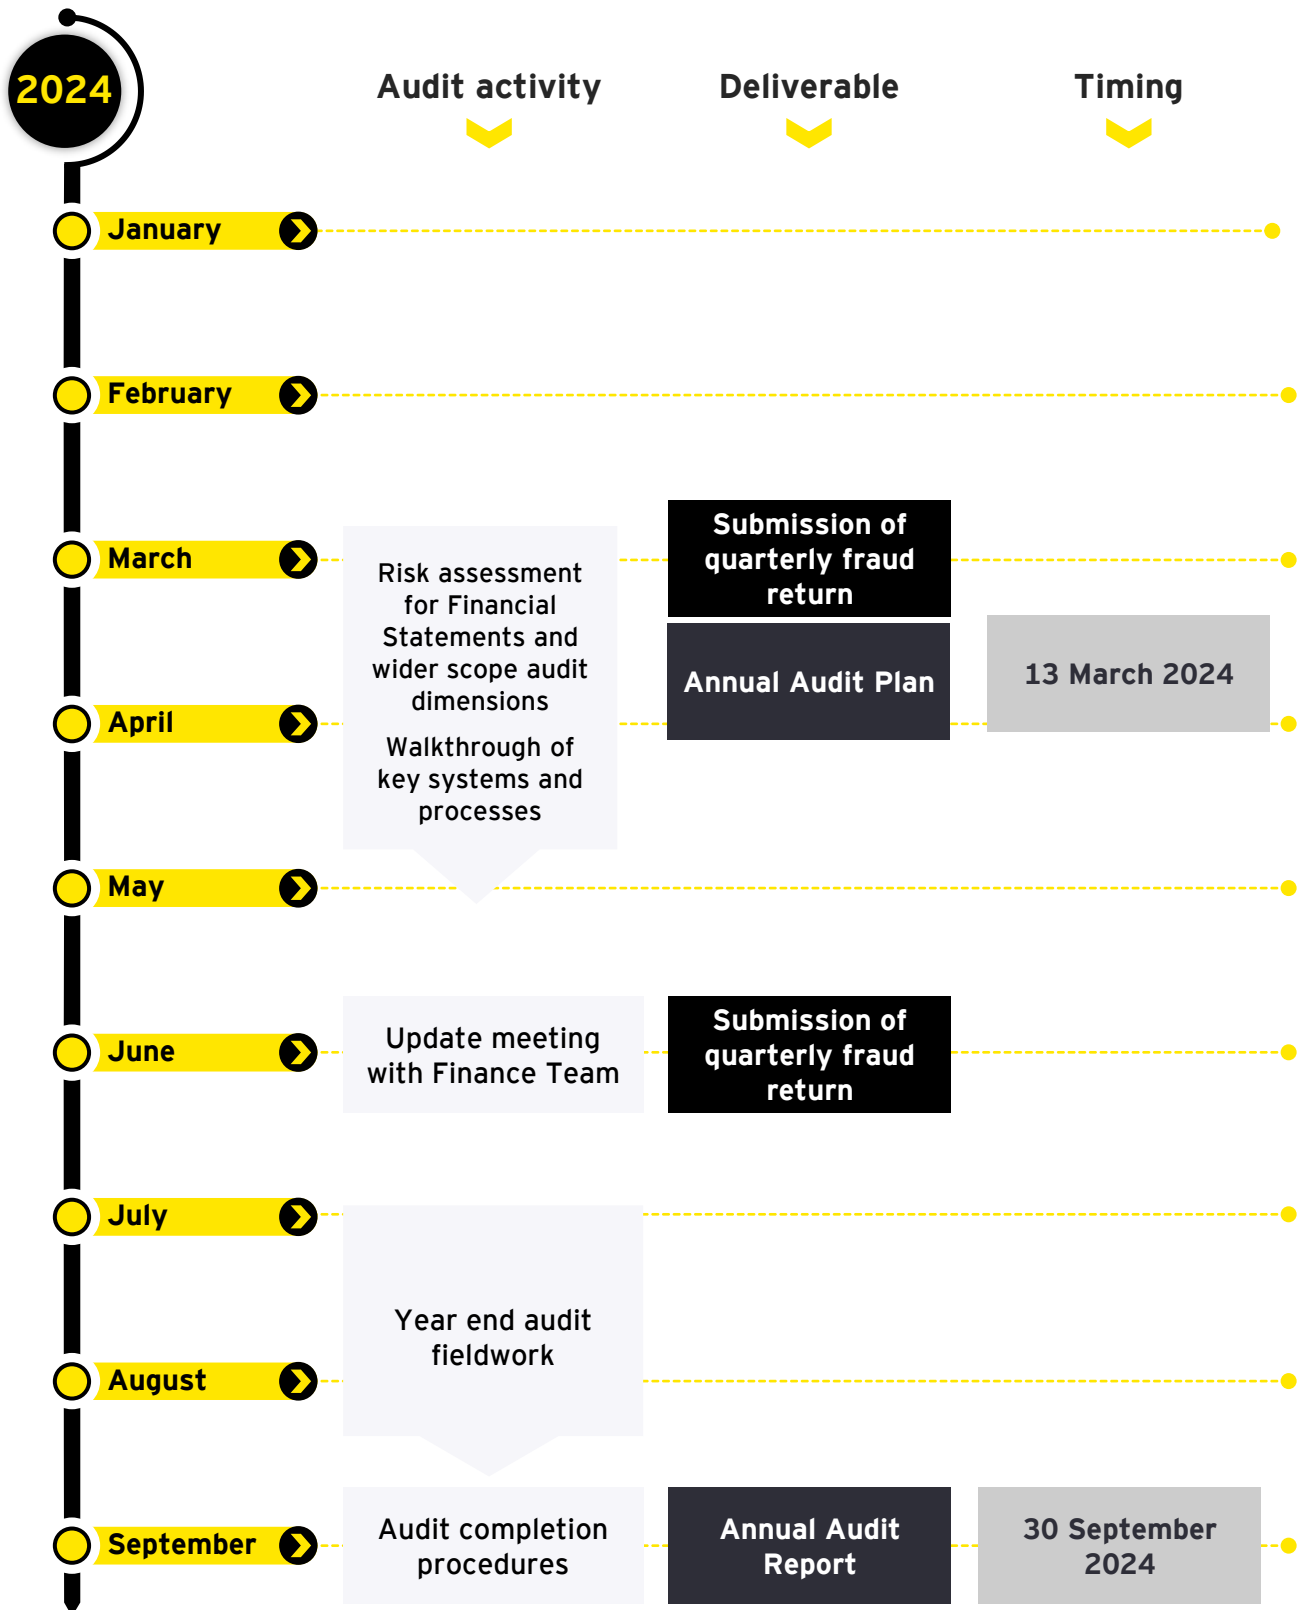 2024
Audit activity
Deliverable
Timing
January
February
March
Risk assessment
for Financial
Statements and
wider scope audit
dimensions
Walkthrough of
key systems and
processes
Submission of
quarterly fraud
return
Annual Audit Plan
13 March 2024
April
May
June
Update meeting
with Finance Team
Submission of
quarterly fraud
return
July
Year end audit
fieldwork
August
September
Audit completion
procedures
Annual Audit
Report
30 September
2024